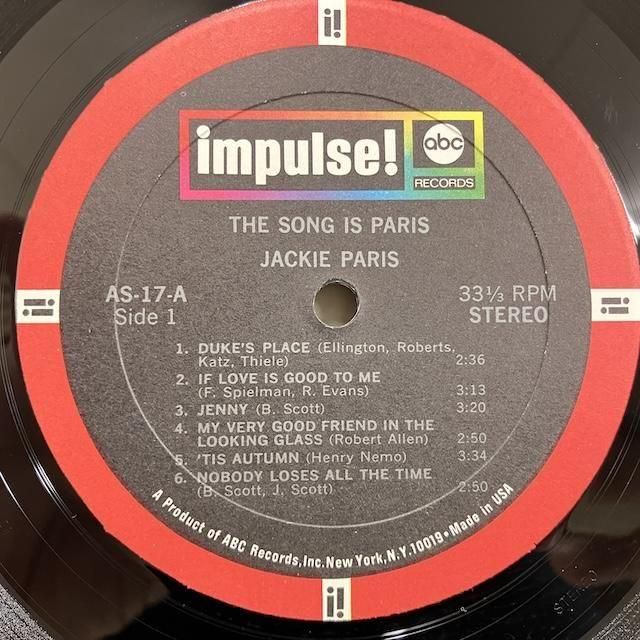 i!
impulse! abc
RECORDS
THE SONG IS PARIS
JACKIE PARIS
AS-17-A 33⅓ RPM
Side 1 STEREO
i! i!
1. DUKE'S PLACE (Ellington, Roberts,
Katz, Thiele) 2:36
2. IF LOVE IS GOOD TO ME
(F. Spielman, R. Evans) 3:13
3. JENNY (B. Scott) 3:20
4. MY VERY GOOD FRIEND IN THE
LOOKING GLASS (Robert Allen) 2:50
5. 'TIS AUTUMN (Henry Nemo) 3:34
6. NOBODY LOSES ALL THE TIME
(B. Scott, J. Scott) 2:50
A Product of ABC Records, Inc. New York, N.Y. 10019 • Made in USA
i!
STEREO